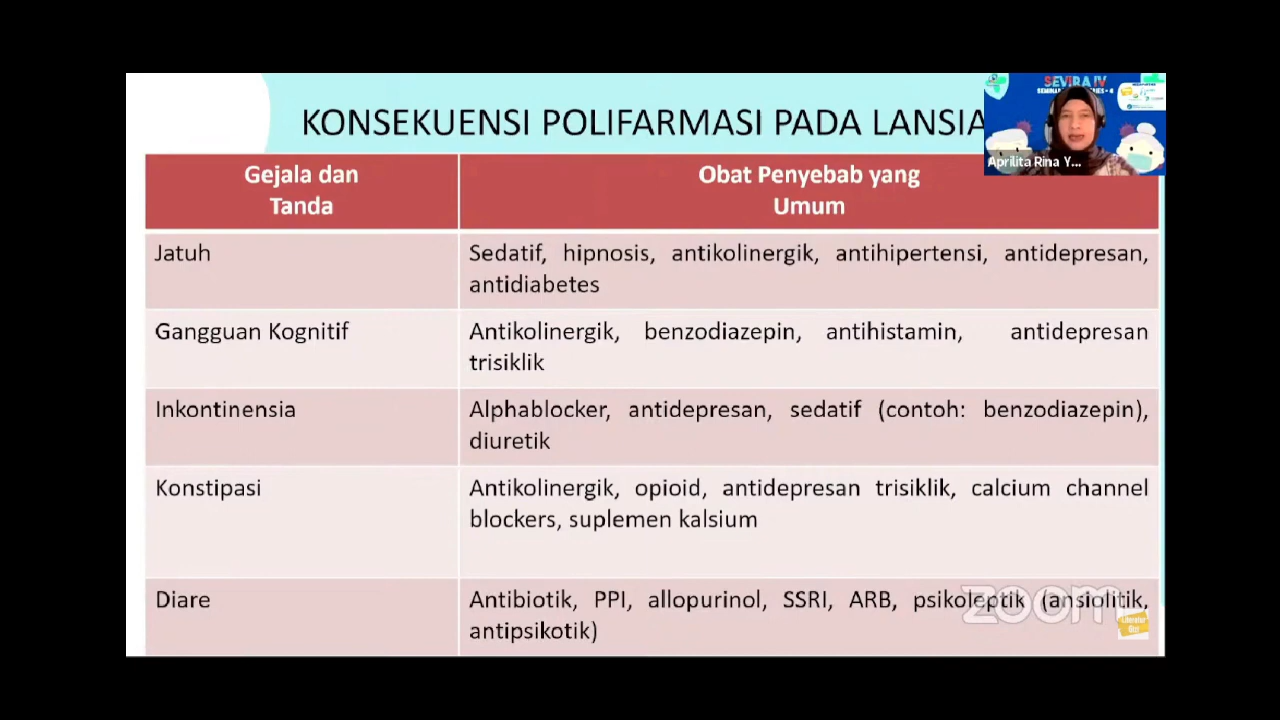 KONSEKUENSI POLIFARMASI PADA LANSIA
SEVIRA IV
Aprilita Rina Y...
Gejala dan
Tanda
Obat Penyebab yang
Umum
Jatuh
Sedatif, hipnosis, antikolinergik, antihipertensi, antidepresan,
antidiabetes
Gangguan Kognitif
Antikolinergik, benzodiazepin, antihistamin, antidepresan
trisiklik
Inkontinensia
Alphablocker, antidepresan, sedatif (contoh: benzodiazepin),
diuretik
Konstipasi
Antikolinergik, opioid, antidepresan trisiklik, calcium channel
blockers, suplemen kalsium
Diare
Antibiotik, PPI, allopurinol, SSRI, ARB, psikoleptik (ansiolitik,
antipsikotik)
zoom